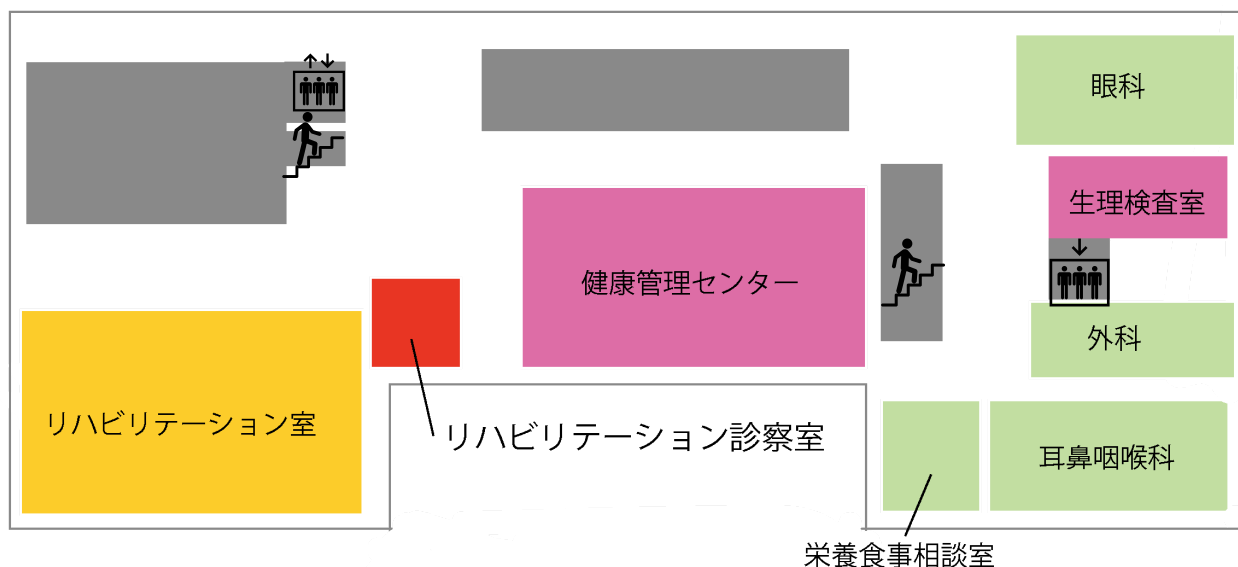 眼科
生理検査室
健康管理センター
外科
リハビリテーション室
リハビリテーション診察室
耳鼻咽喉科
栄養食事相談室